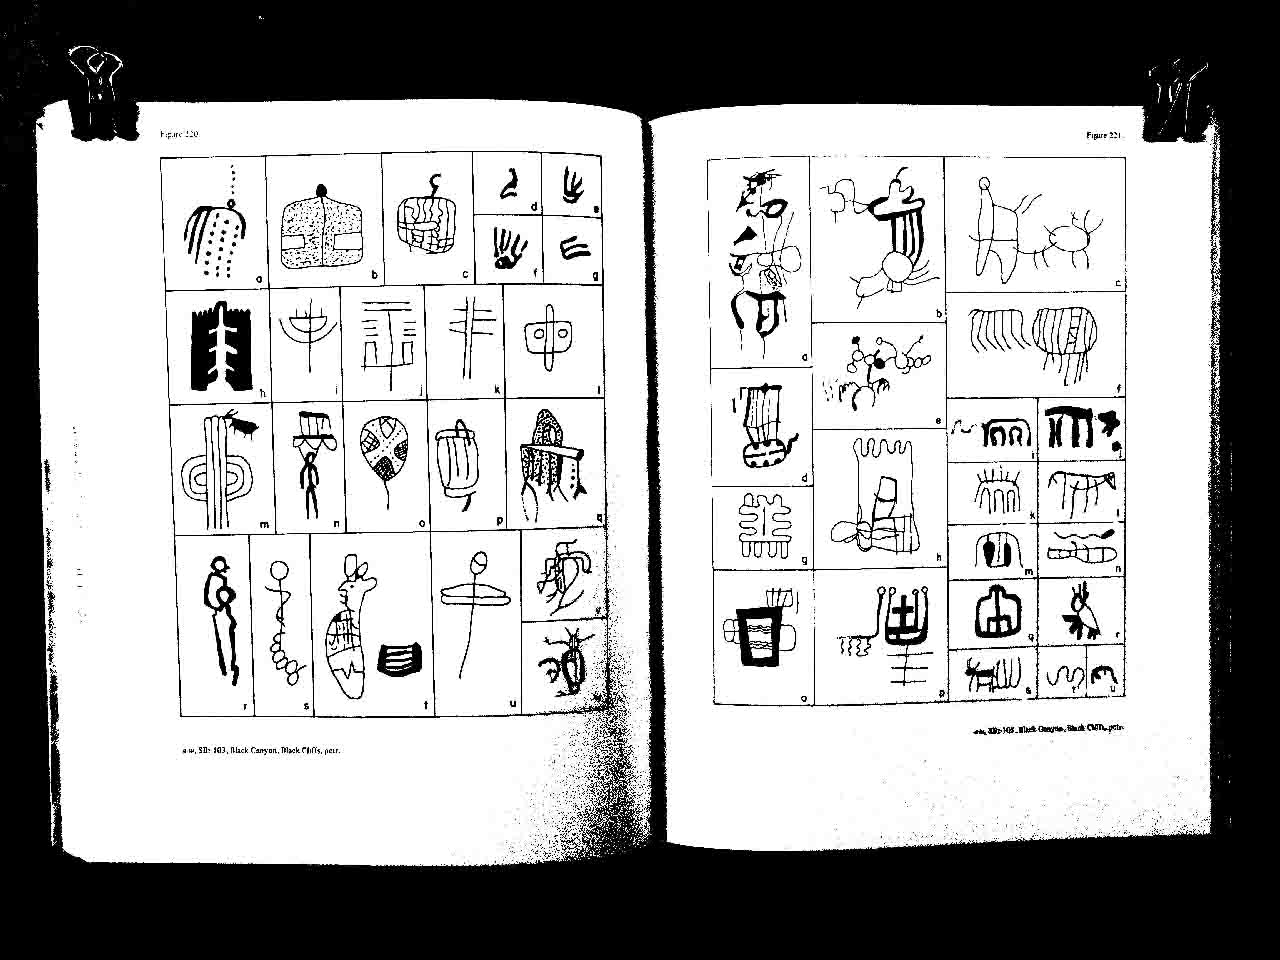 Figure 220.
a
b
c
d
e
f
g
h
i
j
k
l
m
n
o
p
q
r
s
t
u
v
w
a-w, SBr-103, Black Canyon, Black Cliffs, petr.
Figure 221.
a
b
c
d
e
f
g
h
i
j
k
l
m
n
o
p
q
r
s
t
u
a-u, SBr-103, Black Canyon, Black Cliffs, petr.